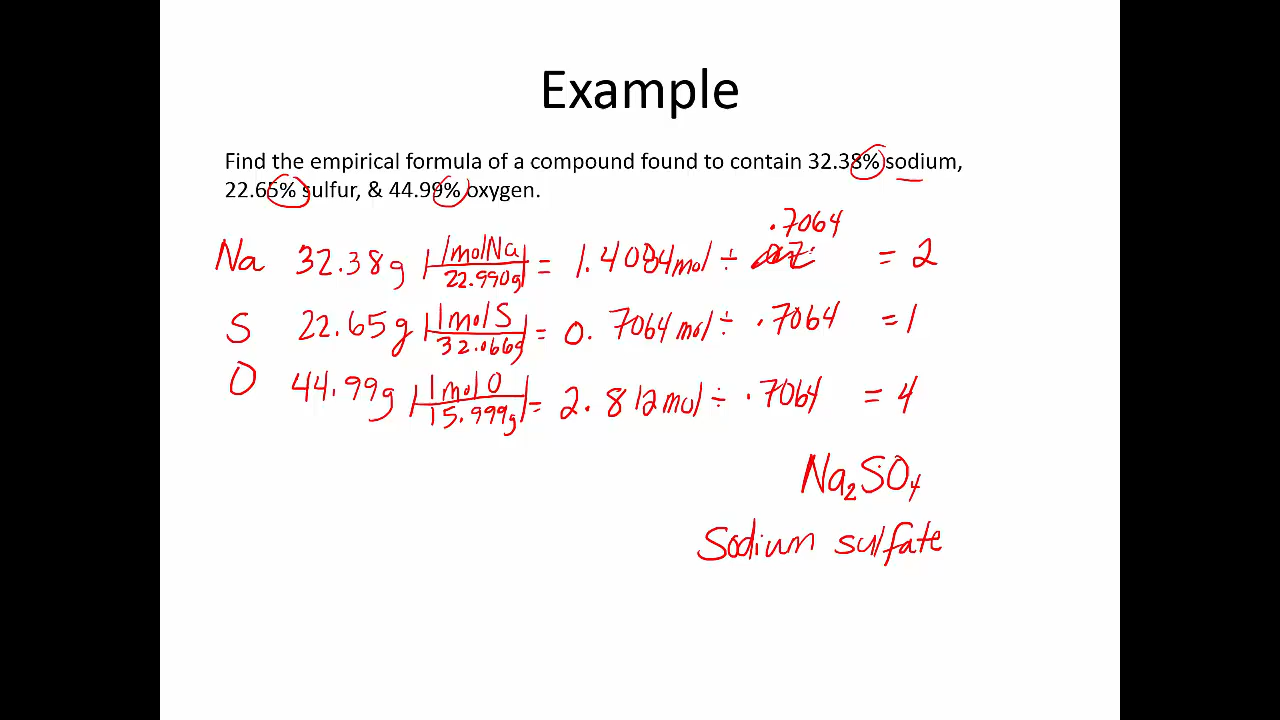 Example
Find the empirical formula of a compound found to contain 32.38% sodium,
22.65% sulfur, & 44.99% oxygen.
.7064
Na 32.38g 1molNa/22.990g = 1.4084mol ÷ = 2
S 22.65g 1molS/32.066g = 0.7064mol ÷ .7064 = 1
O 44.99g 1molO/15.999g = 2.812mol ÷ .7064 = 4
Na₂SO₄
Sodium sulfate